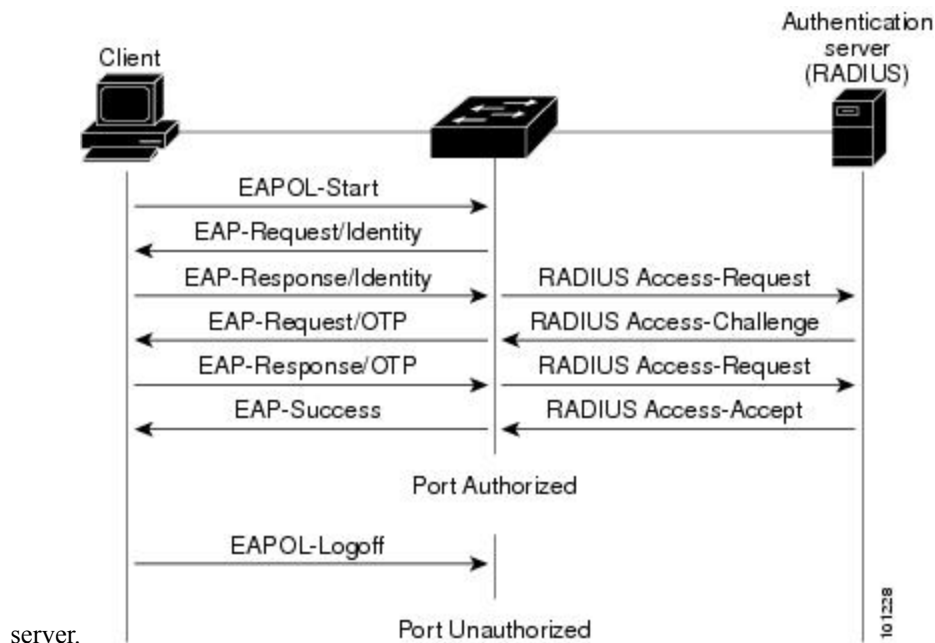 Client
Authentication
server
(RADIUS)
EAPOL-Start
EAP-Request/Identity
EAP-Response/Identity
RADIUS Access-Request
EAP-Request/OTP
RADIUS Access-Challenge
EAP-Response/OTP
RADIUS Access-Request
EAP-Success
RADIUS Access-Accept
Port Authorized
EAPOL-Logoff
Port Unauthorized
101228
server.